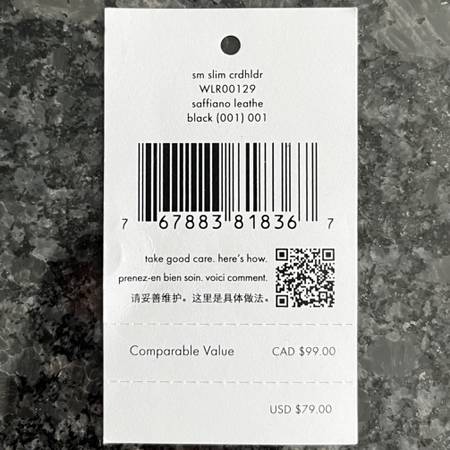 sm slim crdhldr
WLR00129
saffiano leathe
black (001) 001
7 67883 81836 7
take good care. here's how.
prenez-en bien soin. voici comment.
请妥善维护。这里是具体做法。
Comparable Value CAD $99.00
USD $79.00